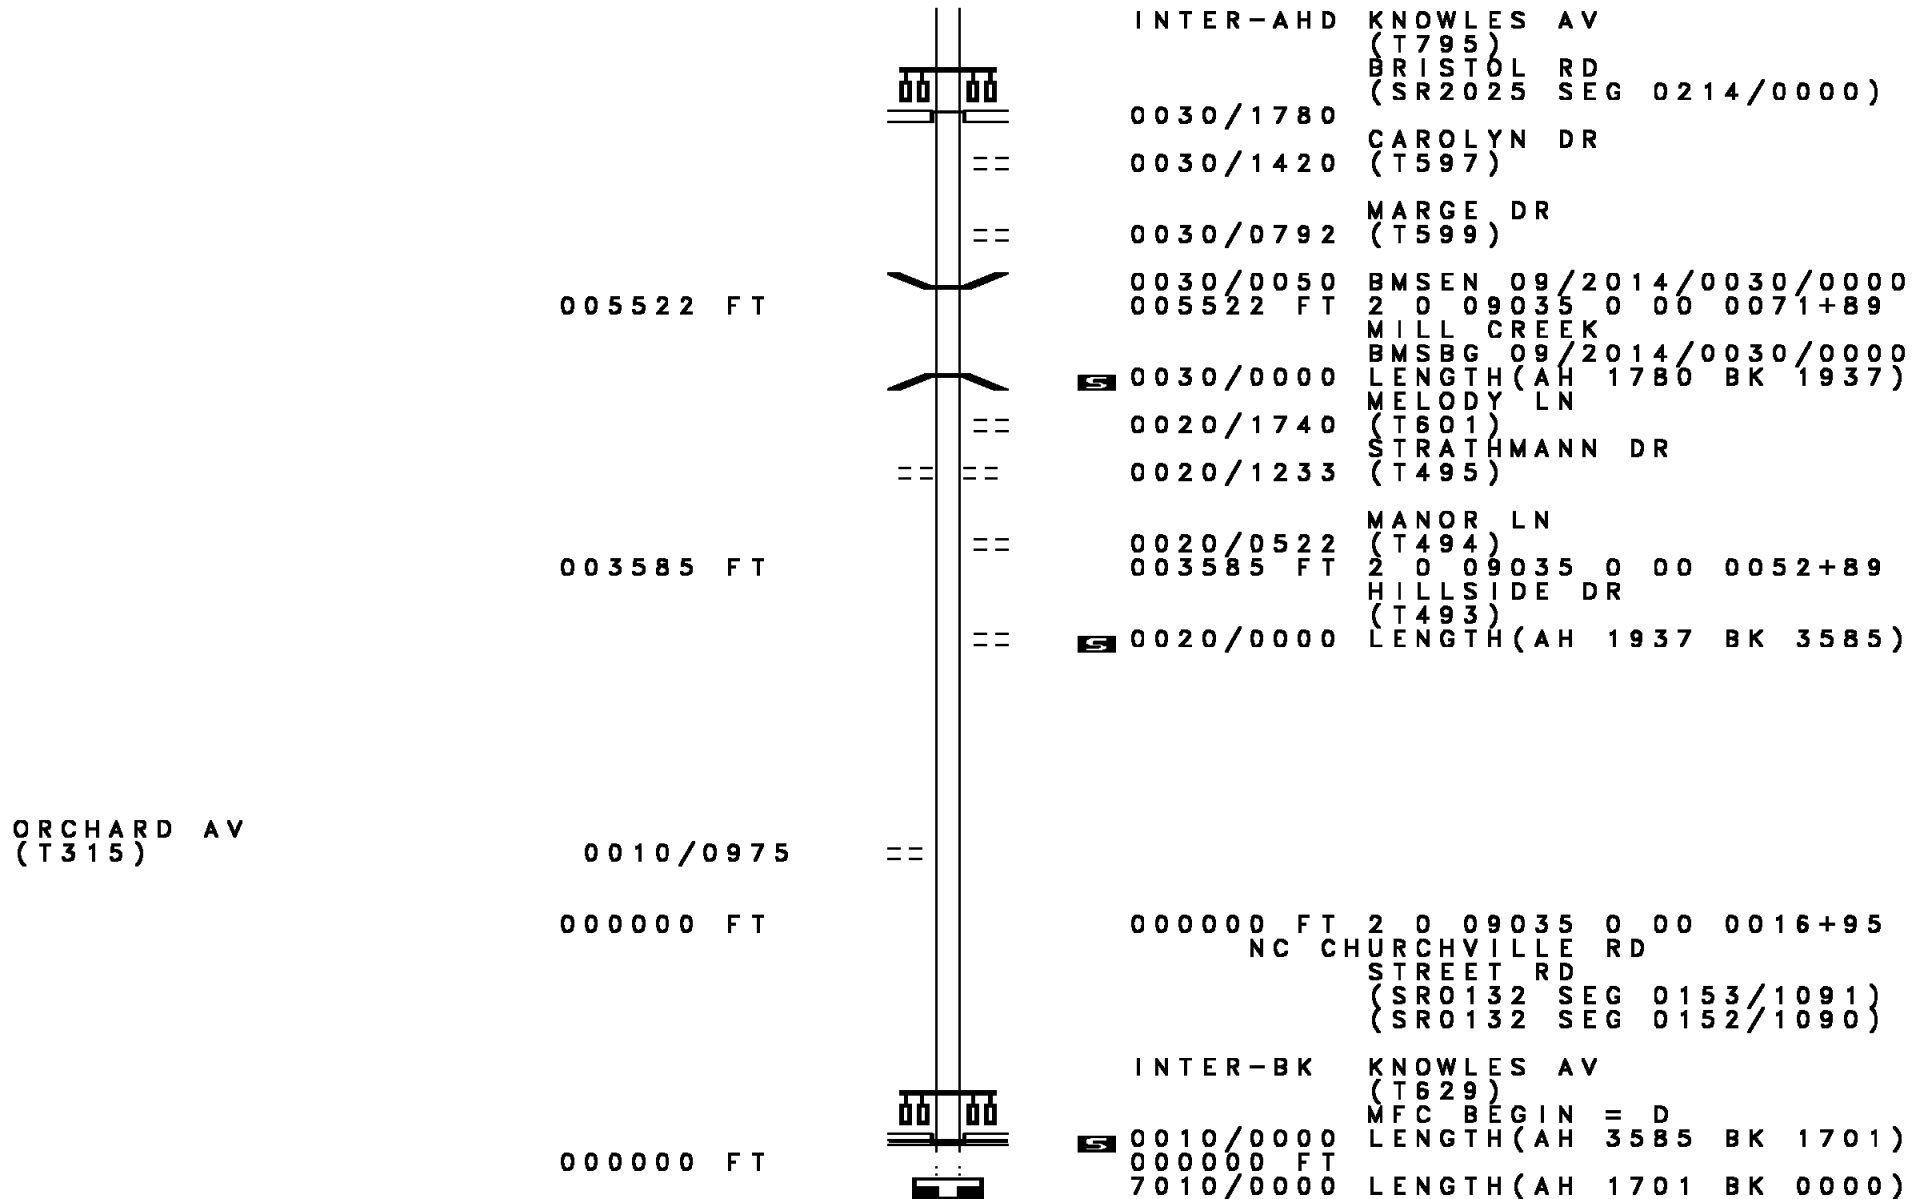 INTER-AHD KNOWLES AV
(T795)
BRISTOL RD
(SR2025 SEG 0214/0000)
0030/1780
CAROLYN DR
0030/1420 (T597)
MARGE DR
0030/0792 (T599)
0030/0050 BMSEN 09/2014/0030/0000
005522 FT 005522 FT 2 0 09035 0 00 0071+89
MILL CREEK
BMSBG 09/2014/0030/0000
S 0030/0000 LENGTH(AH 1780 BK 1937)
MELODY LN
0020/1740 (T601)
STRATHMANN DR
0020/1233 (T495)
MANOR LN
0020/0522 (T494)
003585 FT 003585 FT 2 0 09035 0 00 0052+89
HILLSIDE DR
(T493)
S 0020/0000 LENGTH(AH 1937 BK 3585)
ORCHARD AV
(T315) 0010/0975
000000 FT 000000 FT 2 0 09035 0 00 0016+95
NC CHURCHVILLE RD
STREET RD
(SR0132 SEG 0153/1091)
(SR0132 SEG 0152/1090)
INTER-BK KNOWLES AV
(T629)
MFC BEGIN = D
S 0010/0000 LENGTH(AH 3585 BK 1701)
000000 FT 000000 FT
7010/0000 LENGTH(AH 1701 BK 0000)